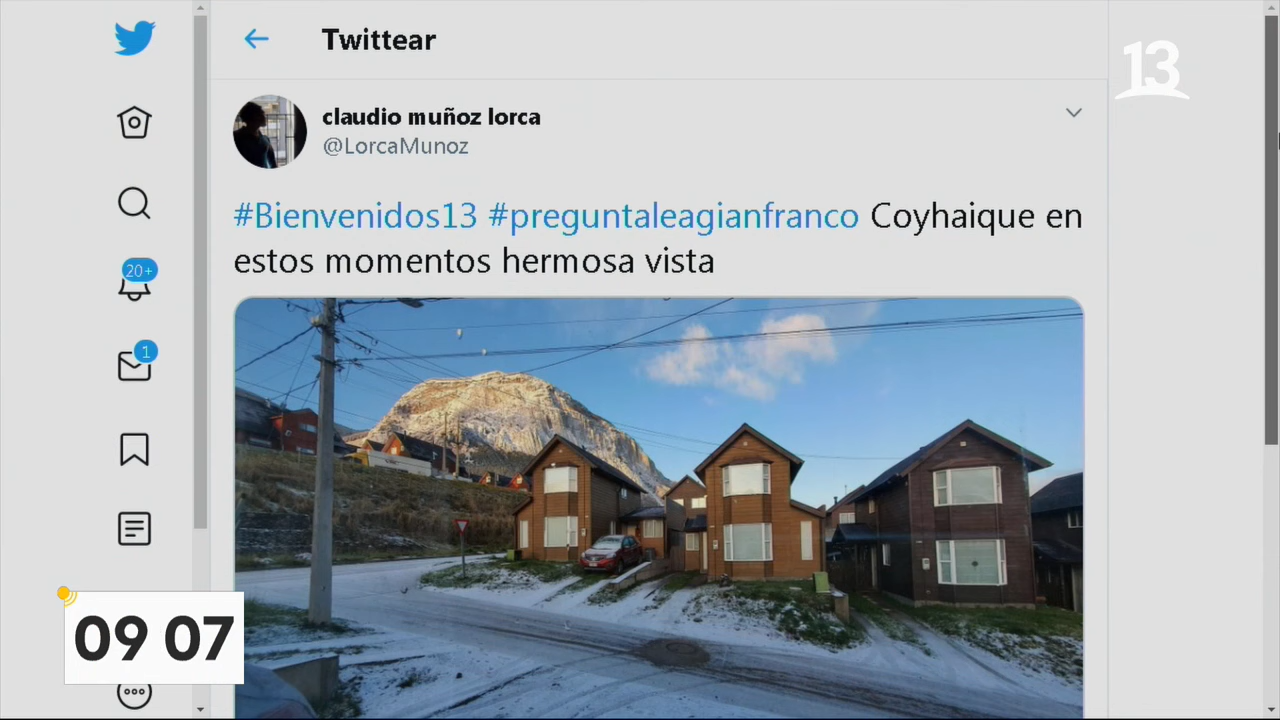 Twittear
13
claudio muñoz lorca
@LorcaMunoz
#Bienvenidos13 #preguntaleagianfranco Coyhaique en
estos momentos hermosa vista
20+
1
09 07